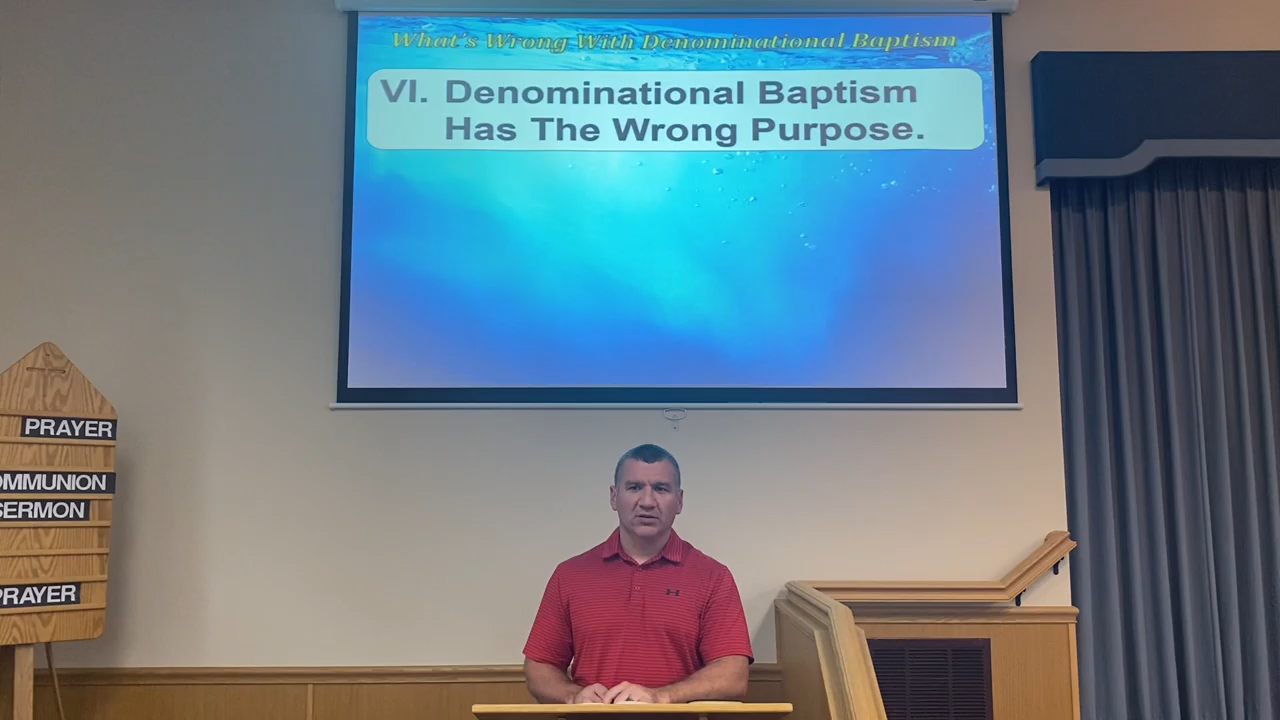 What's Wrong With Denominational Baptism
VI. Denominational Baptism
Has The Wrong Purpose.
PRAYER
OMMUNION
SERMON
PRAYER